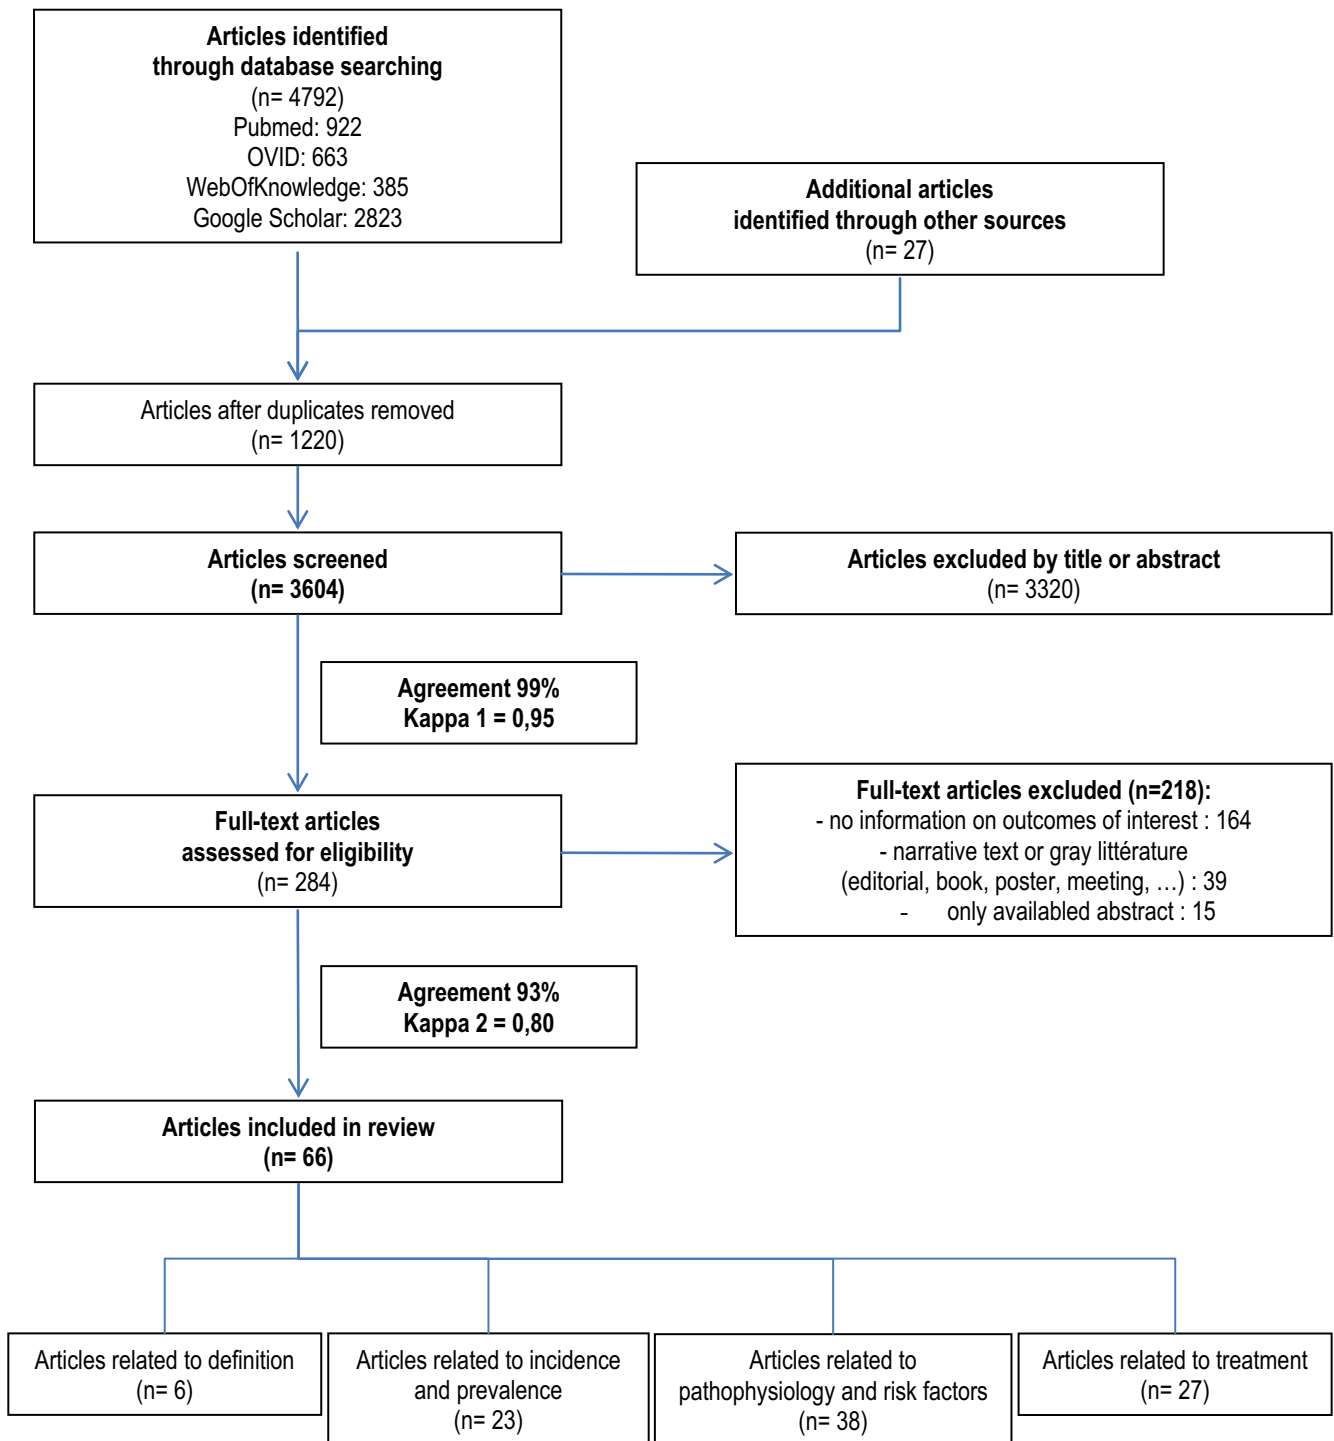 Articles identified
through database searching
(n= 4792)
Pubmed: 922
OVID: 663
WebOfKnowledge: 385
Google Scholar: 2823
Additional articles
identified through other sources
(n= 27)
Articles after duplicates removed
(n= 1220)
Articles screened
(n= 3604)
Articles excluded by title or abstract
(n= 3320)
Agreement 99%
Kappa 1 = 0,95
Full-text articles
assessed for eligibility
(n= 284)
Full-text articles excluded (n=218):
- no information on outcomes of interest : 164
- narrative text or gray littérature
(editorial, book, poster, meeting, …) : 39
- only availabled abstract : 15
Agreement 93%
Kappa 2 = 0,80
Articles included in review
(n= 66)
Articles related to definition
(n= 6)
Articles related to incidence
and prevalence
(n= 23)
Articles related to
pathophysiology and risk factors
(n= 38)
Articles related to treatment
(n= 27)